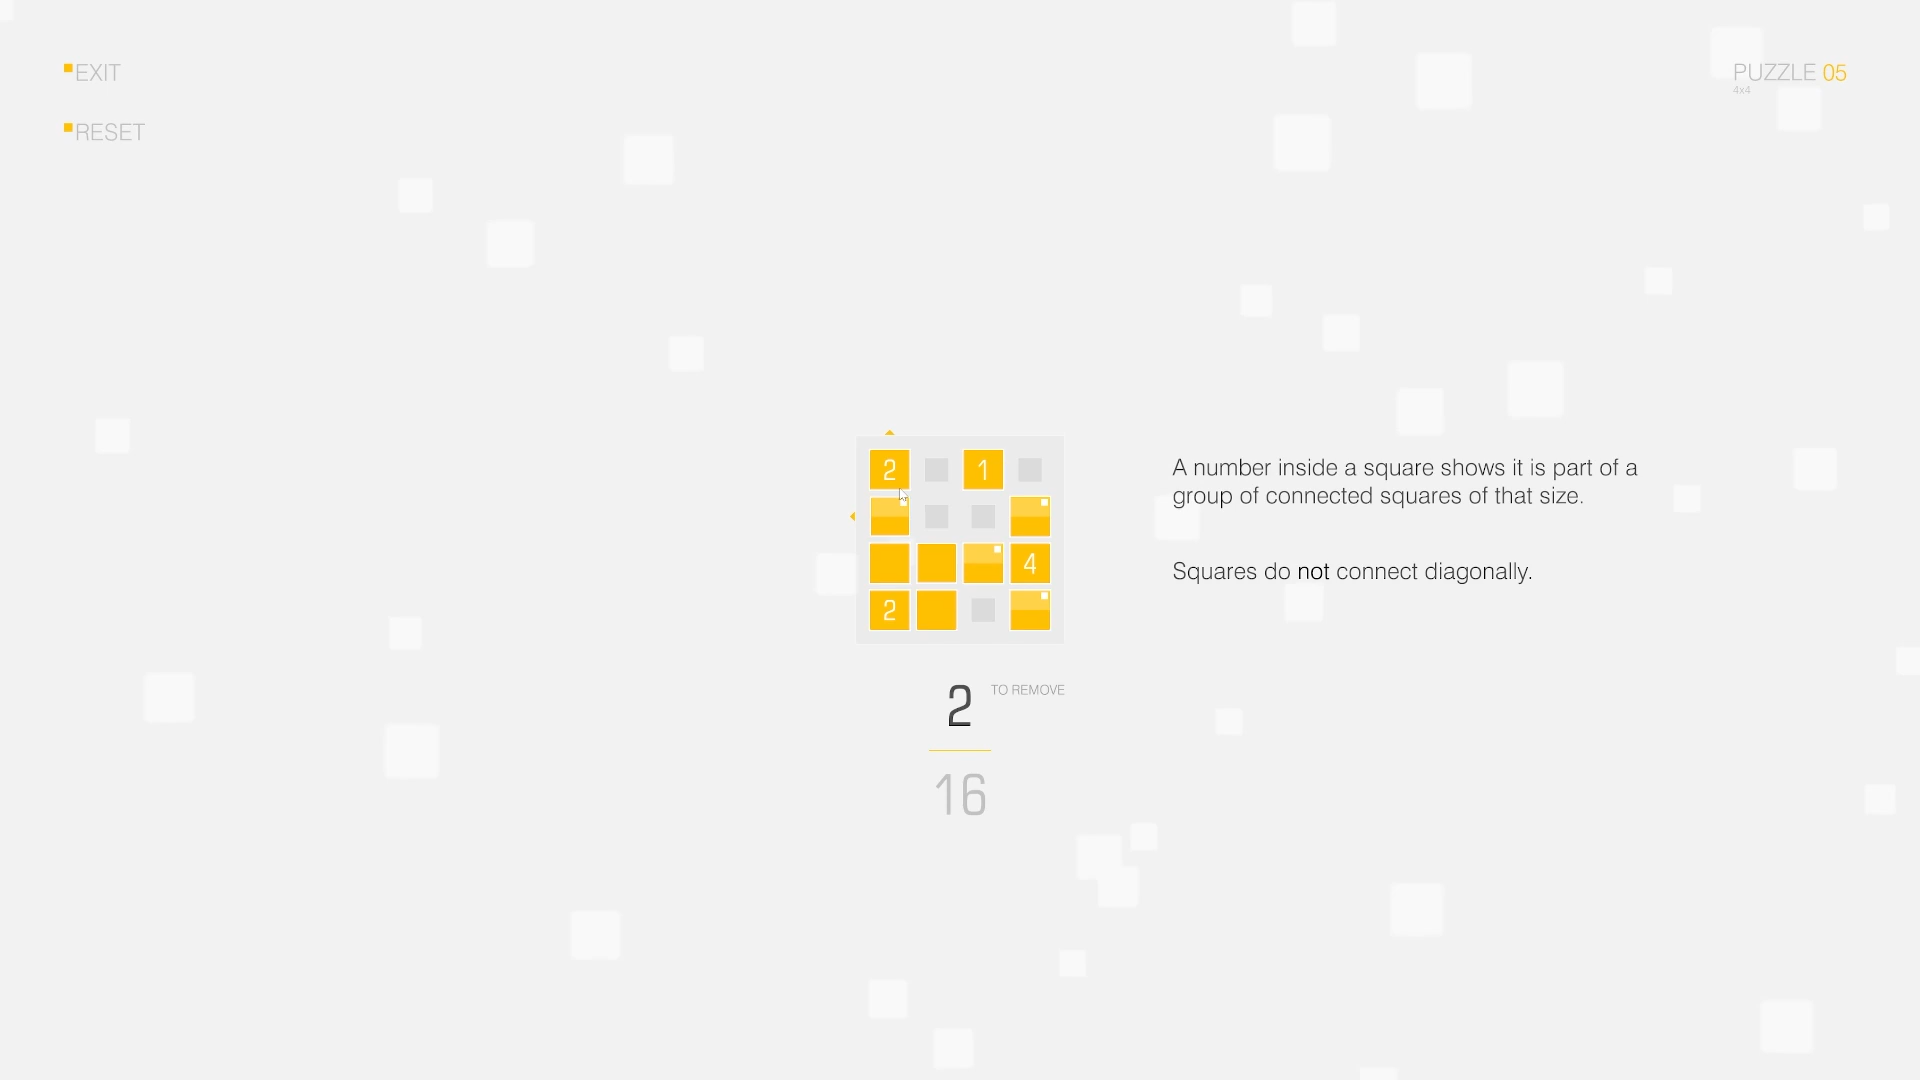 EXIT
PUZZLE 05
4x4
RESET
2 1
4
2
A number inside a square shows it is part of a
group of connected squares of that size.
Squares do not connect diagonally.
2 TO REMOVE
16